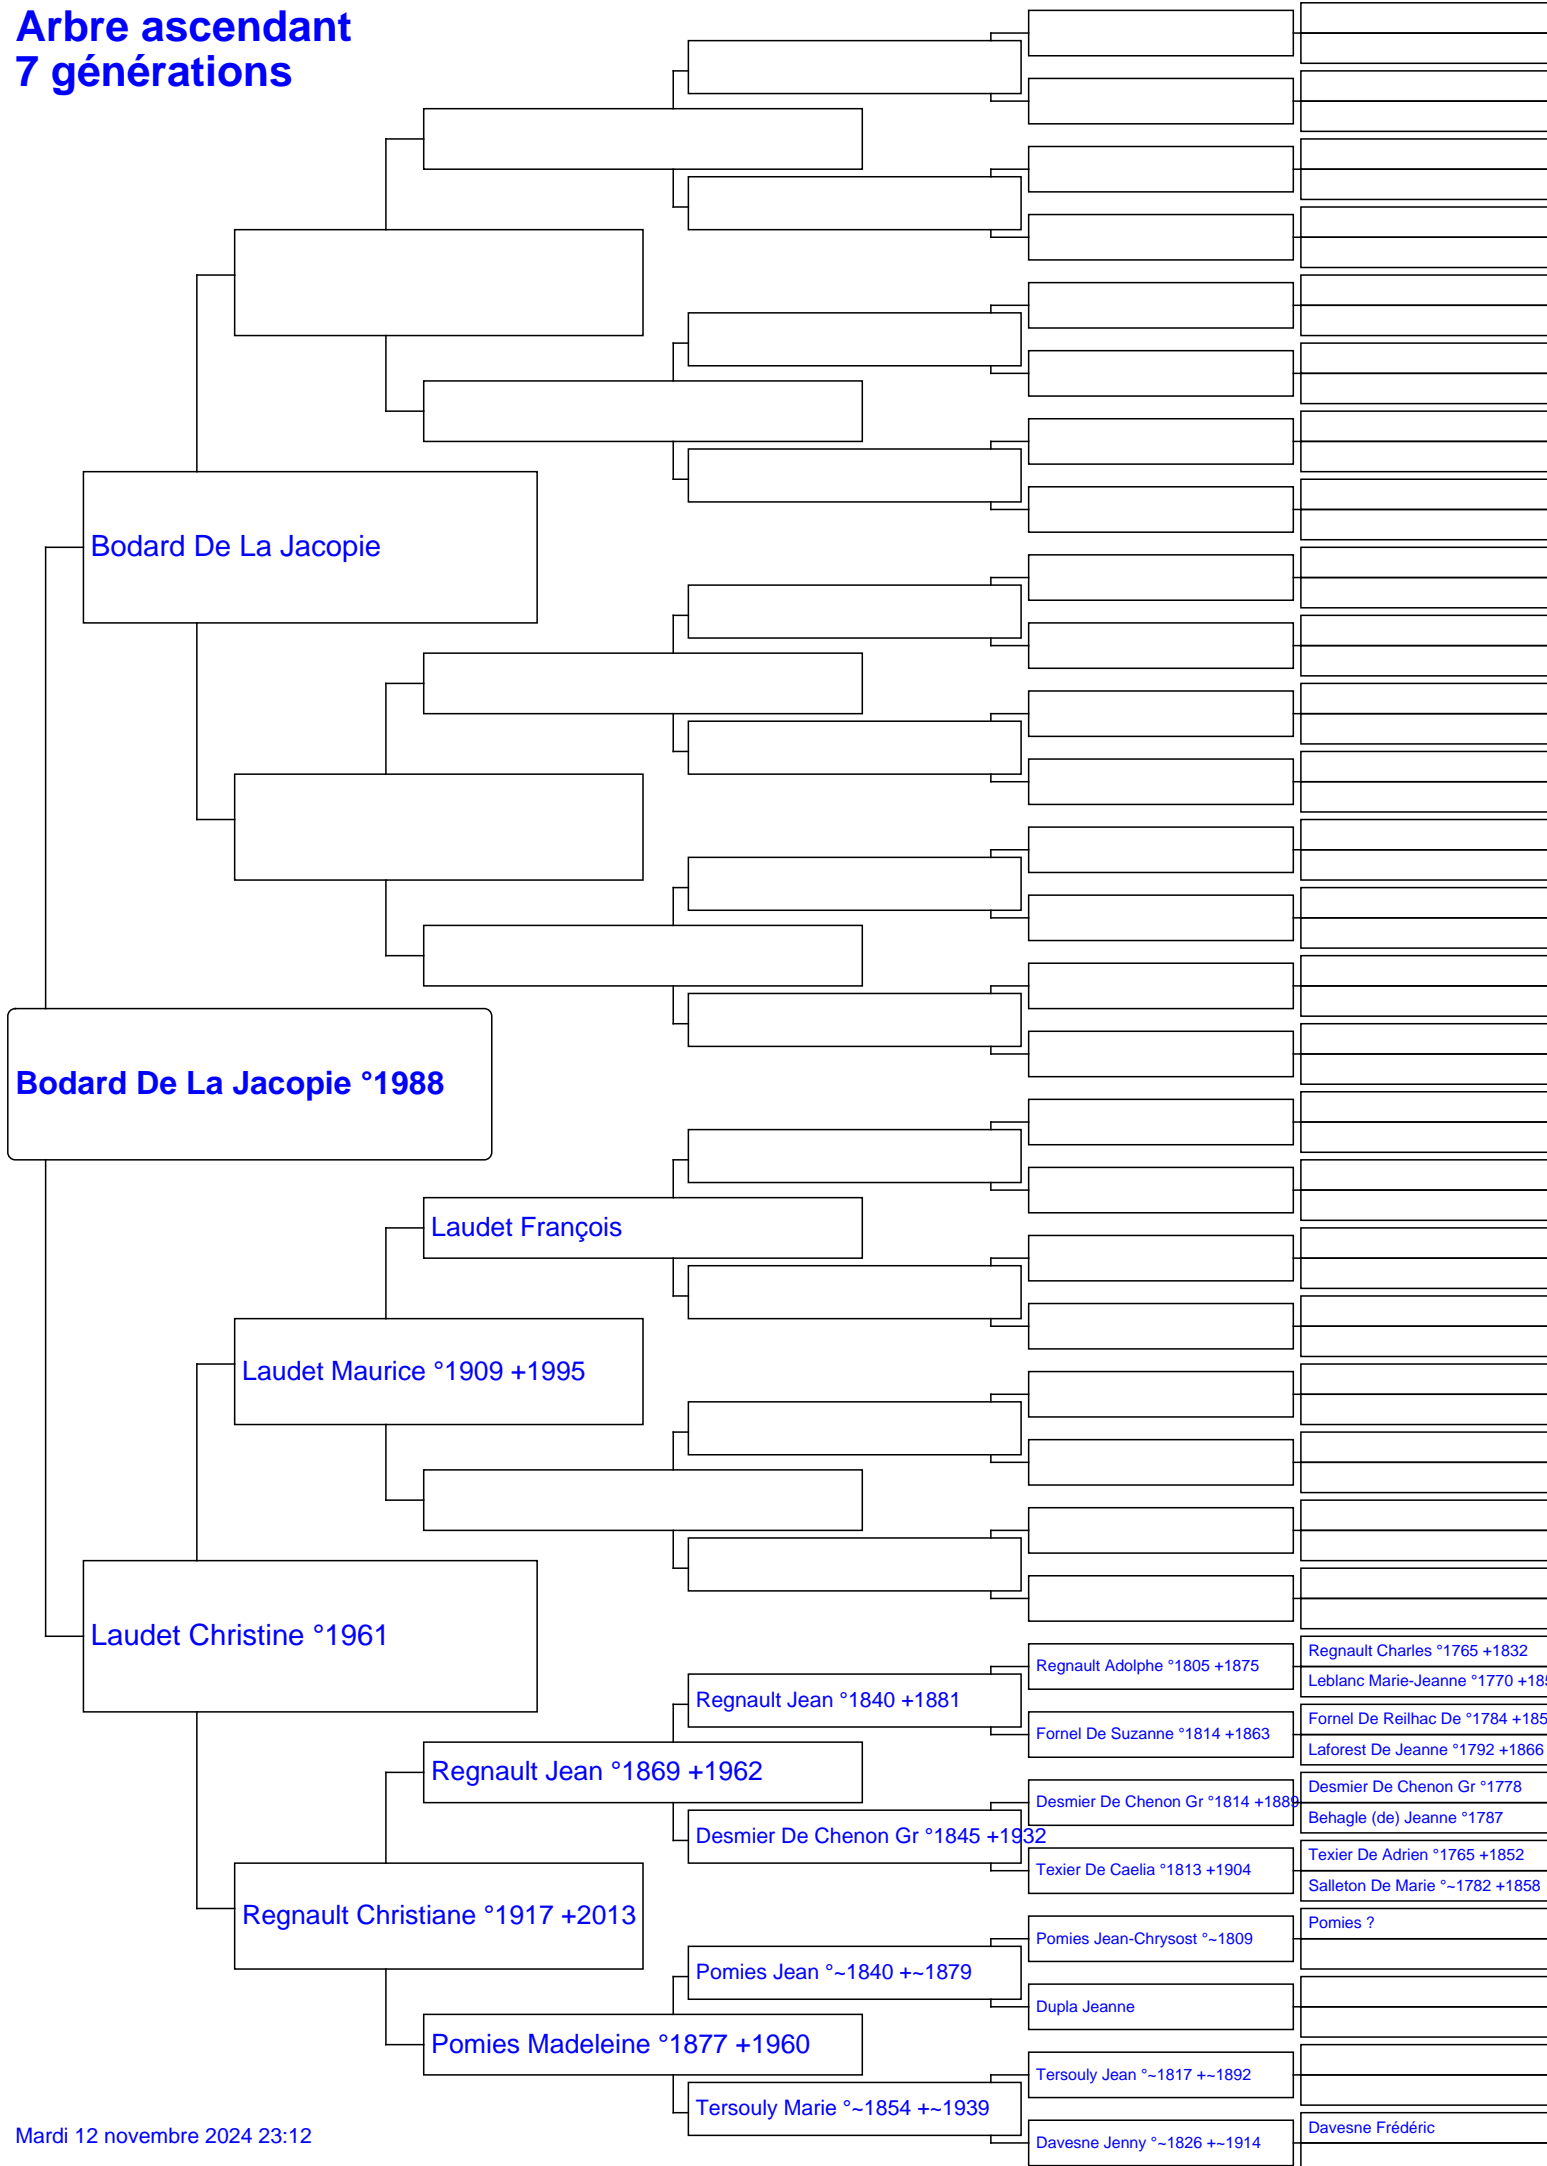 Arbre ascendant
7 générations
Bodard De La Jacopie
Bodard De La Jacopie °1988
Laudet François
Laudet Maurice °1909 +1995
Laudet Christine °1961
Regnault Charles °1765 +1832
Regnault Adolphe °1805 +1875
Leblanc Marie-Jeanne °1770 +185
Regnault Jean °1840 +1881
Fornel De Reilhac De °1784 +185
Fornel De Suzanne °1814 +1863
Laforest De Jeanne °1792 +1866
Regnault Jean °1869 +1962
Desmier De Chenon Gr °1778
Desmier De Chenon Gr °1814 +1889
Behagle (de) Jeanne °1787
Desmier De Chenon Gr °1845 +1932
Texier De Adrien °1765 +1852
Texier De Caelia °1813 +1904
Salleton De Marie °~1782 +1858
Regnault Christiane °1917 +2013
Pomies ?
Pomies Jean-Chrysost °~1809
Pomies Jean °~1840 +~1879
Dupla Jeanne
Pomies Madeleine °1877 +1960
Tersouly Jean °~1817 +~1892
Tersouly Marie °~1854 +~1939
Davesne Frédéric
Davesne Jenny °~1826 +~1914
Mardi 12 novembre 2024 23:12